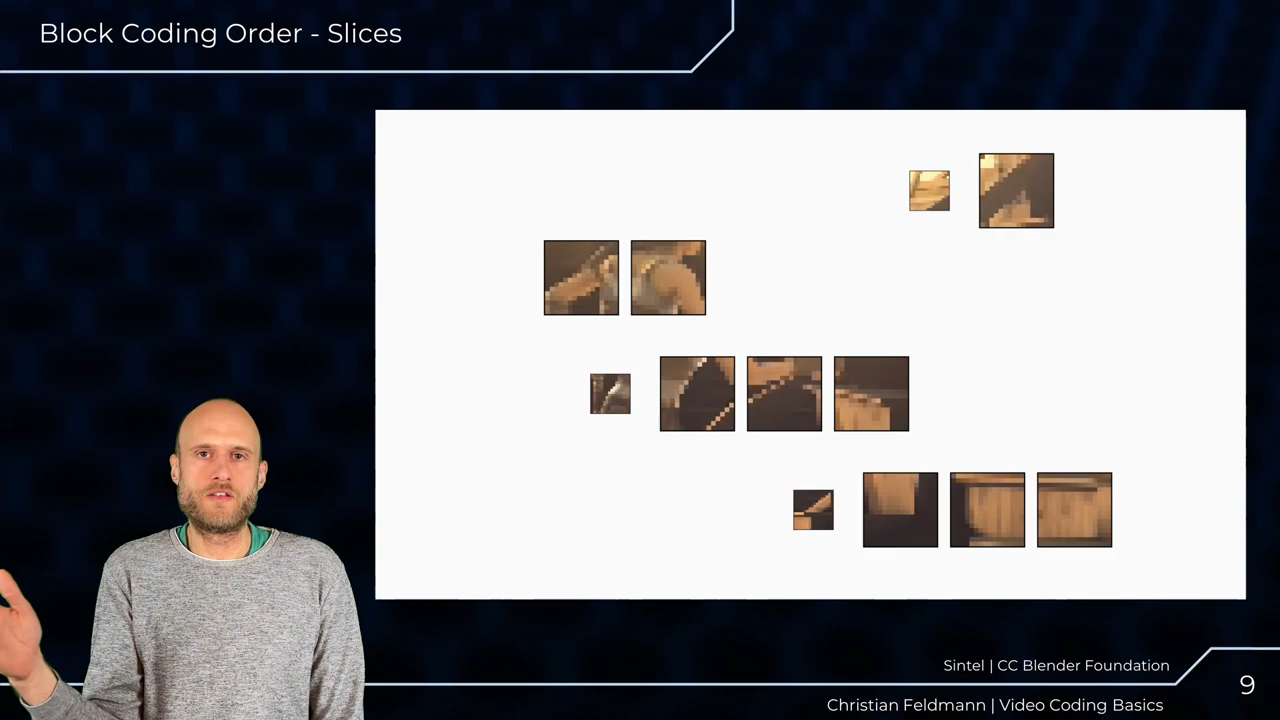 Block Coding Order - Slices
Sintel | CC Blender Foundation
9
Christian Feldmann | Video Coding Basics